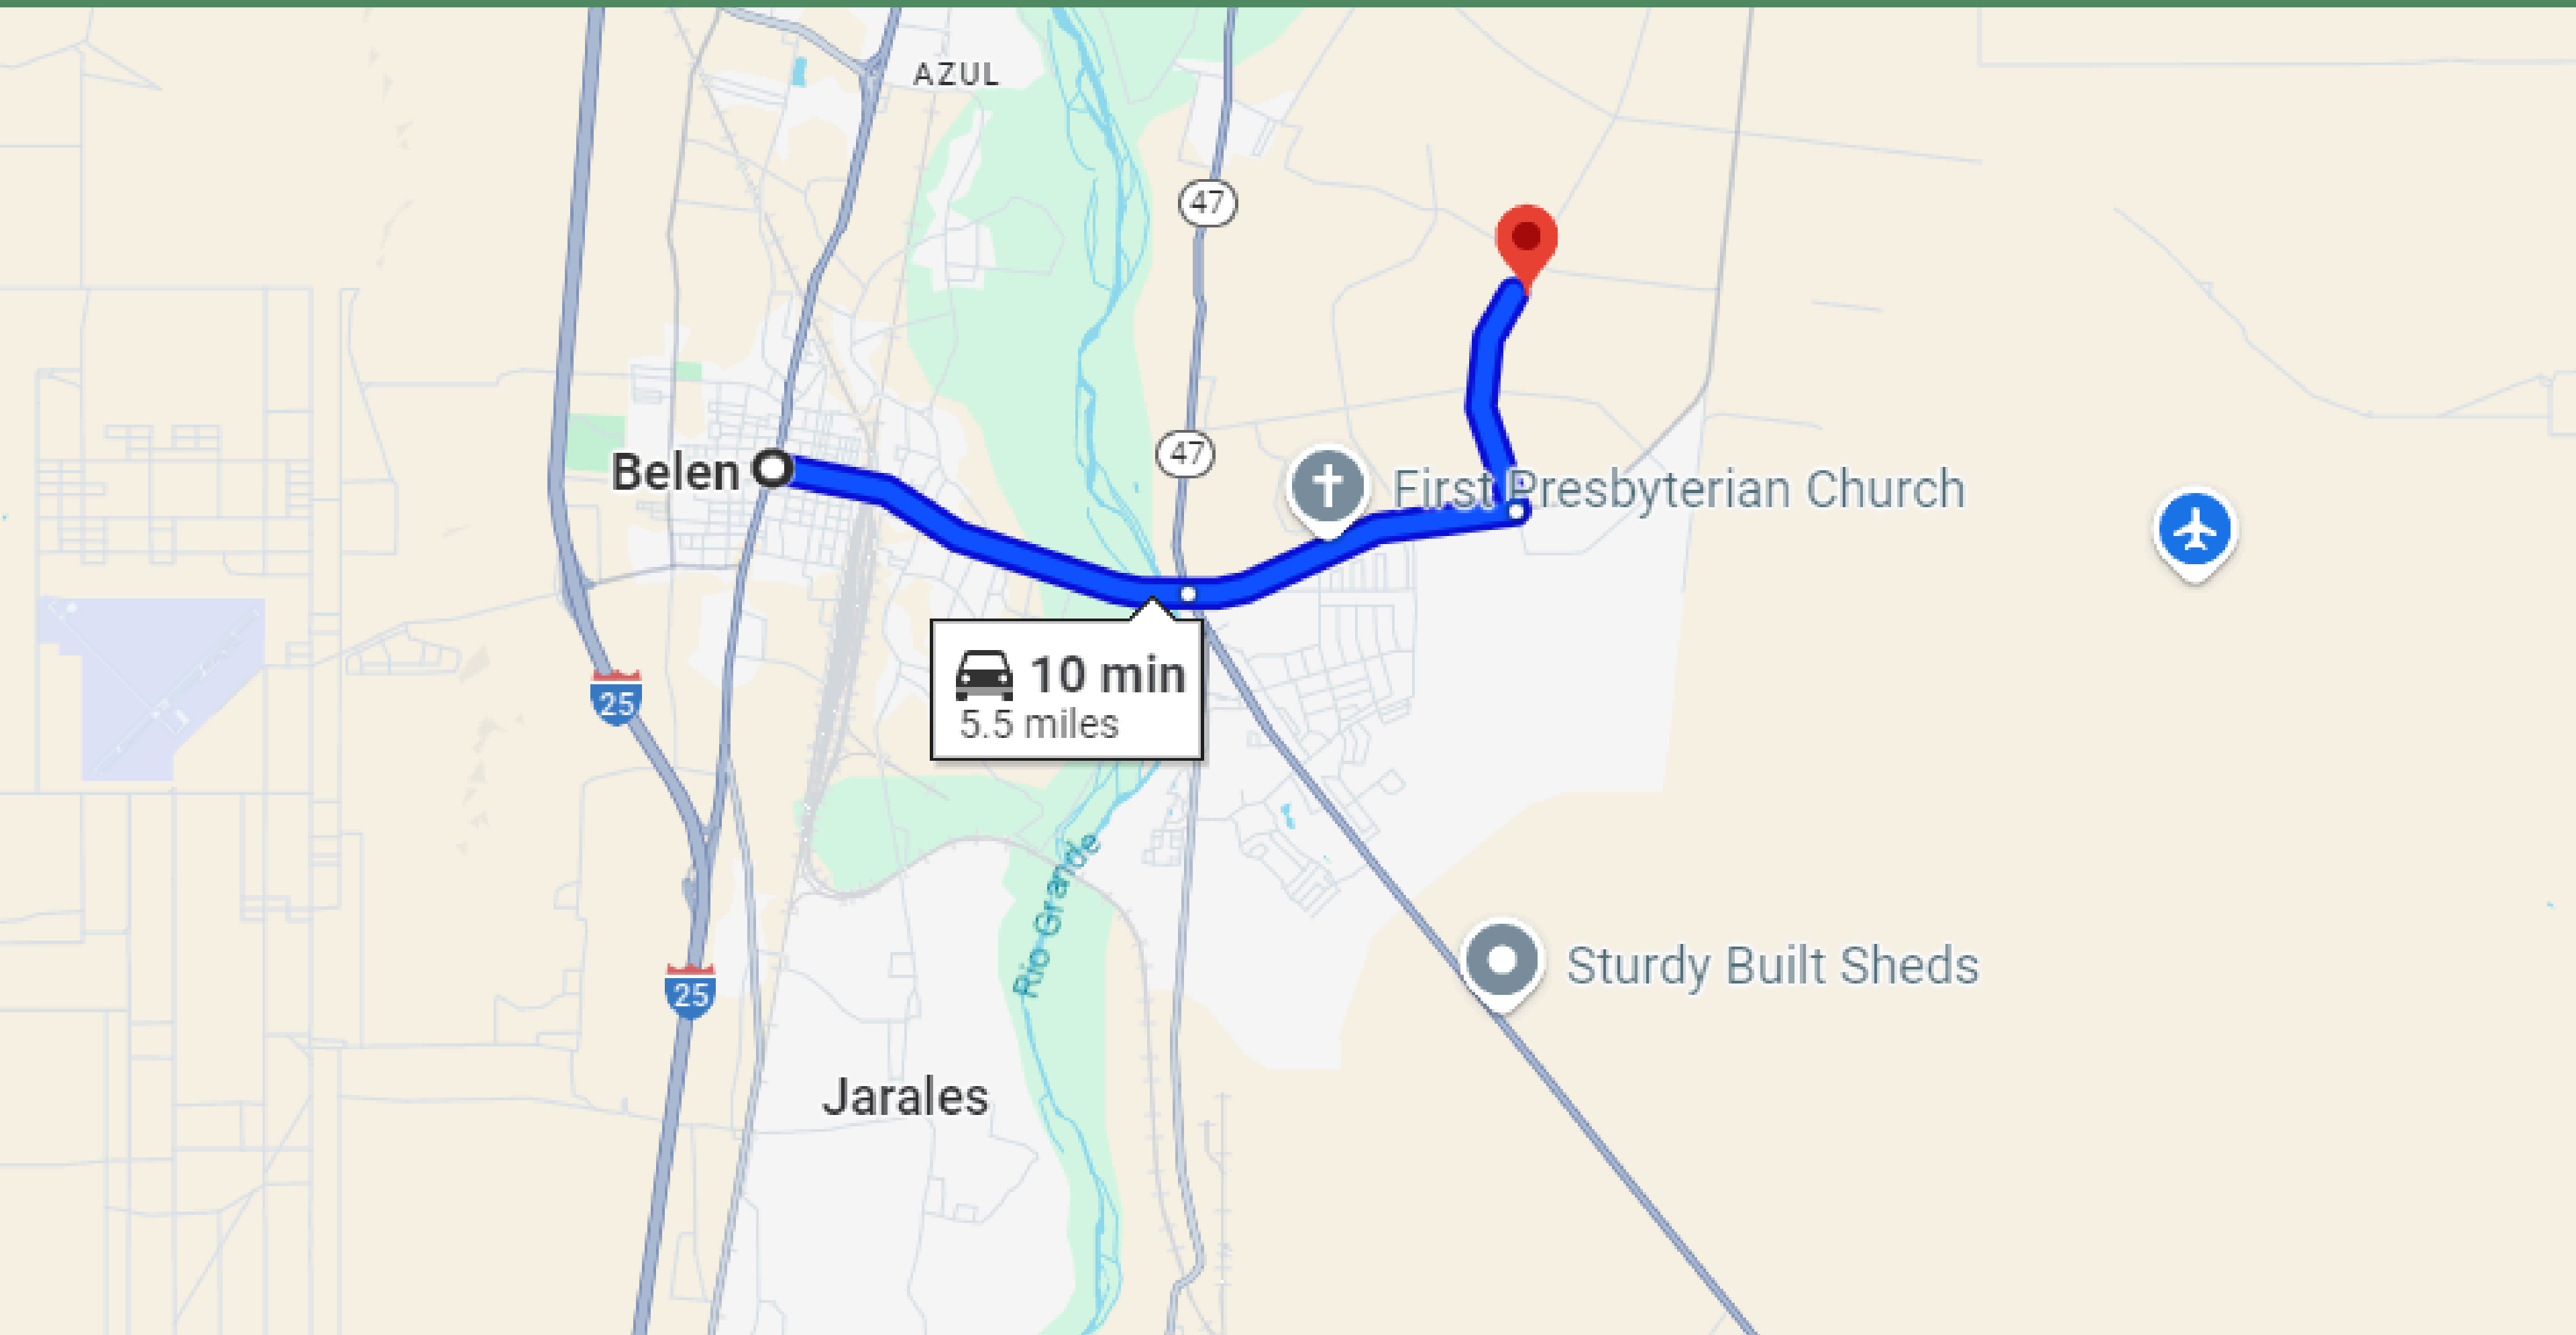 AZUL
47
47
Belen
First Presbyterian Church
10 min
5.5 miles
25
Rio Grande
Sturdy Built Sheds
25
Jarales